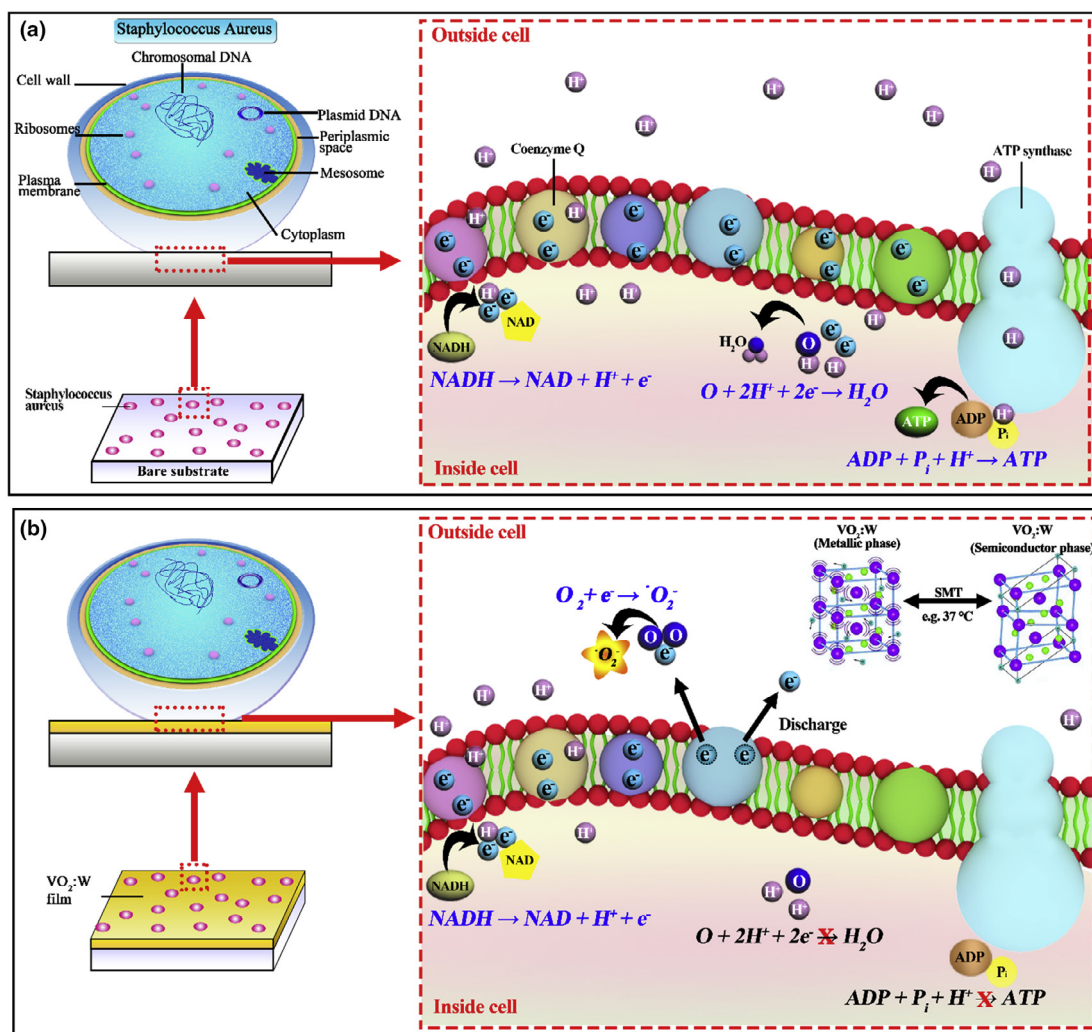 (a)
Staphylococcus Aureus
Chromosomal DNA
Cell wall
Plasmid DNA
Ribosomes
Periplasmic
space
Plasma
membrane
Mesosome
Cytoplasm
Staphylococcus
aureus
Bare substrate
Outside cell
H⁺
H⁺
H⁺
H⁺
H⁺
H⁺
H⁺
Coenzyme Q
ATP synthase
H⁺ e⁻ e⁻
e⁻ H⁺ e⁻
e⁻ e⁻
e⁻ e⁻
e⁻ e⁻
e⁻ e⁻
H⁺
H⁺
H⁺ e⁻ e⁻
H⁺ H⁺
H⁺
NADH
NAD
H₂O
O e⁻ e⁻
H⁺ H⁺
NADH → NAD + H⁺ + e⁻
O + 2H⁺ + 2e⁻ → H₂O
ATP
ADP
H⁺
Pᵢ
ADP + Pᵢ + H⁺ → ATP
Inside cell
(b)
VO₂:W
film
Outside cell
VO₂:W
(Metallic phase)
VO₂:W
(Semiconductor phase)
SMT
e.g. 37 °C
O₂ + e⁻ → ˙O₂⁻
˙O₂⁻
O O
e⁻
e⁻
Discharge
H⁺
H⁺
H⁺
H⁺
H⁺ e⁻ e⁻
e⁻ H⁺ e⁻
e⁻ e⁻
e⁻ e⁻
H⁺ e⁻ e⁻
H⁺
NADH
NAD
O
H⁺ H⁺
NADH → NAD + H⁺ + e⁻
O + 2H⁺ + 2e⁻ X→ H₂O
ADP
Pᵢ
ADP + Pᵢ + H⁺ X→ ATP
Inside cell